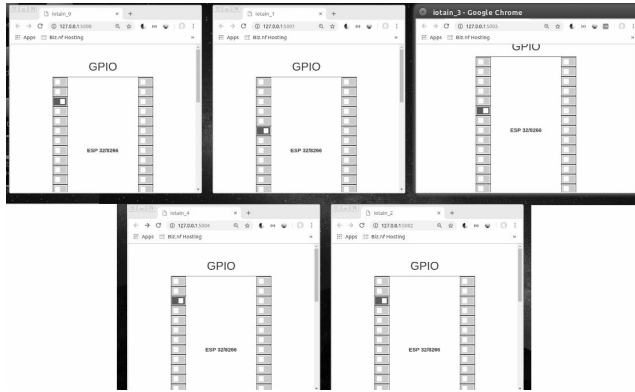 iotain_0
127.0.0.1:5000
Apps Biz.nf Hosting
GPIO
ESP 32/8266
iotain_1
127.0.0.1:5001
Apps Biz.nf Hosting
GPIO
ESP 32/8266
iotain_3 - Google Chrome
127.0.0.1:5003
Apps Biz.nf Hosting
GPIO
ESP 32/8266
iotain_4
127.0.0.1:5004
Apps Biz.nf Hosting
GPIO
ESP 32/8266
iotain_2
127.0.0.1:5002
Apps Biz.nf Hosting
GPIO
ESP 32/8266